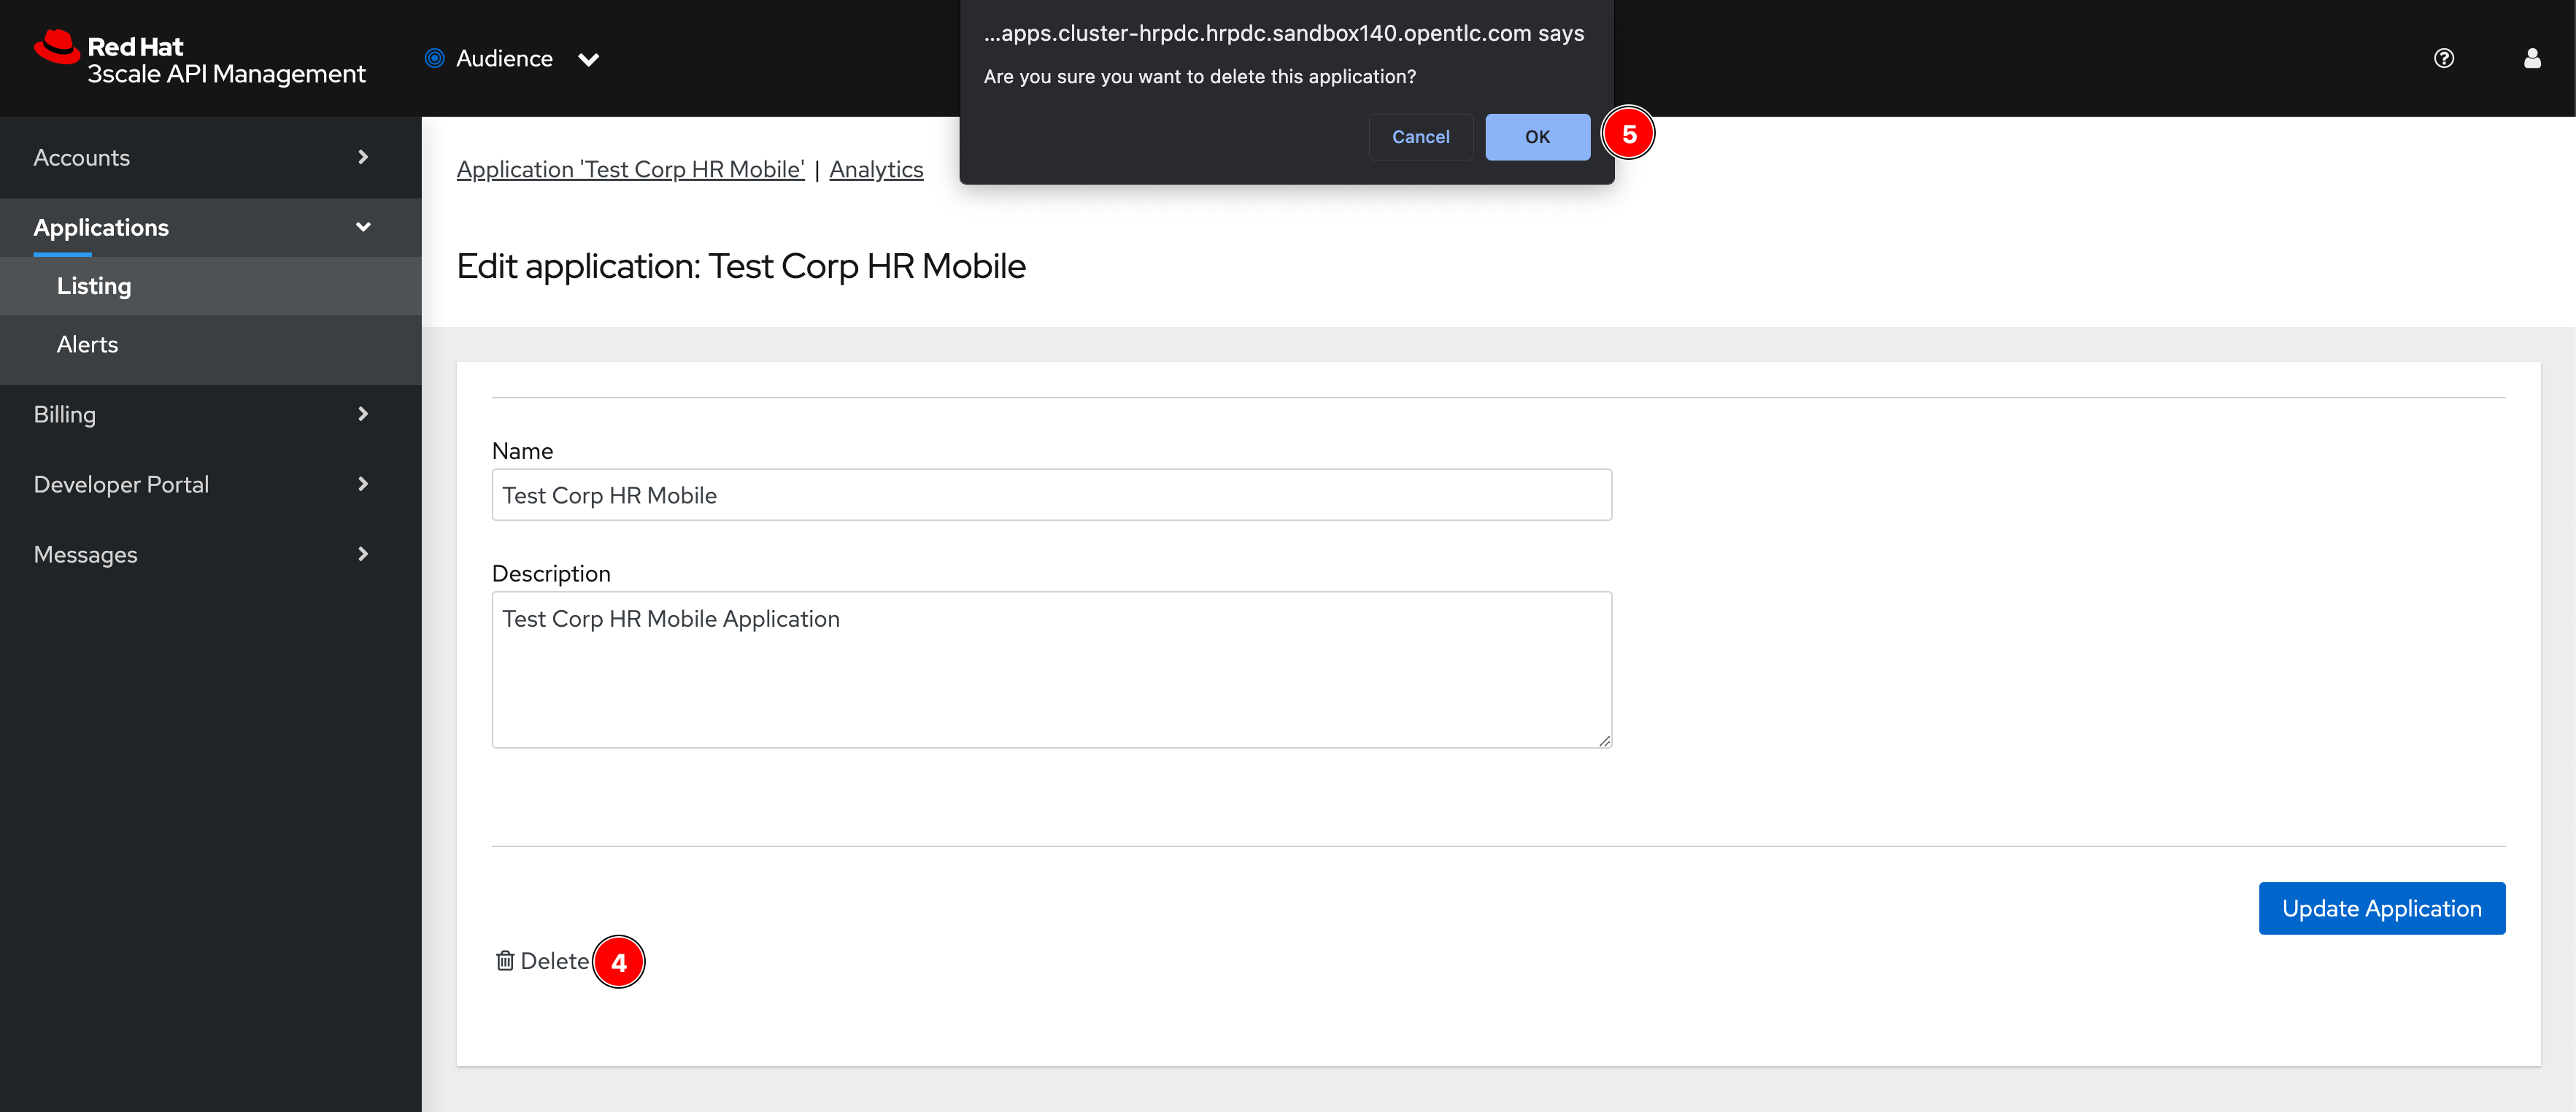 Red Hat
3scale API Management
Audience
...apps.cluster-hrpdc.hrpdc.sandbox140.opentlc.com says
Are you sure you want to delete this application?
Cancel
OK
5
Accounts
Applications
Listing
Alerts
Billing
Developer Portal
Messages
Application 'Test Corp HR Mobile' | Analytics
Edit application: Test Corp HR Mobile
Name
Test Corp HR Mobile
Description
Test Corp HR Mobile Application
Update Application
Delete
4